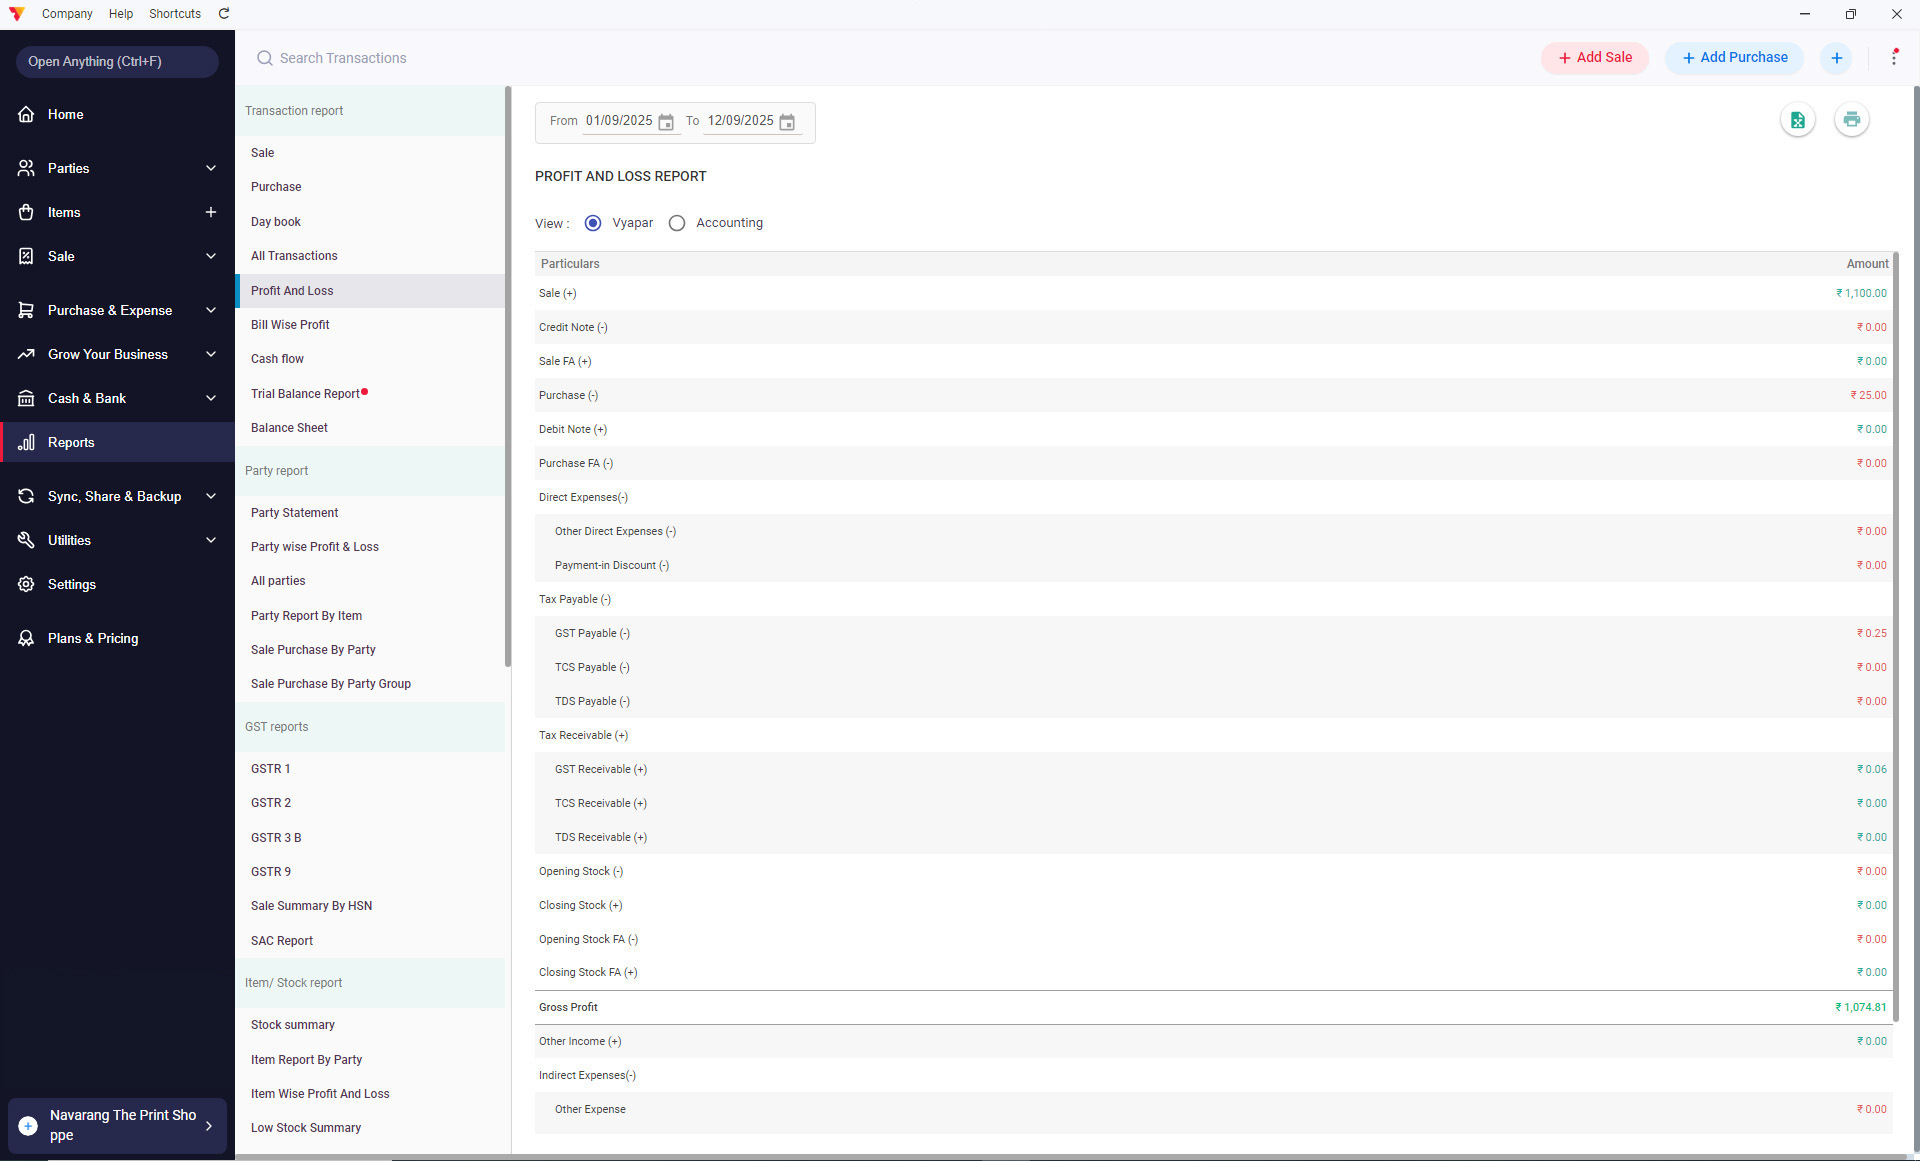 Company Help Shortcuts
Open Anything (Ctrl+F)
Home
Parties
Items
Sale
Purchase & Expense
Grow Your Business
Cash & Bank
Reports
Sync, Share & Backup
Utilities
Settings
Plans & Pricing
Navarang The Print Sho
ppe
Search Transactions
+ Add Sale
+ Add Purchase
+
Transaction report
Sale
Purchase
Day book
All Transactions
Profit And Loss
Bill Wise Profit
Cash flow
Trial Balance Report
Balance Sheet
Party report
Party Statement
Party wise Profit & Loss
All parties
Party Report By Item
Sale Purchase By Party
Sale Purchase By Party Group
GST reports
GSTR 1
GSTR 2
GSTR 3 B
GSTR 9
Sale Summary By HSN
SAC Report
Item/ Stock report
Stock summary
Item Report By Party
Item Wise Profit And Loss
Low Stock Summary
From 01/09/2025 To 12/09/2025
PROFIT AND LOSS REPORT
View : Vyapar Accounting
Particulars Amount
Sale (+) ₹ 1,100.00
Credit Note (-) ₹ 0.00
Sale FA (+) ₹ 0.00
Purchase (-) ₹ 25.00
Debit Note (+) ₹ 0.00
Purchase FA (-) ₹ 0.00
Direct Expenses(-)
Other Direct Expenses (-) ₹ 0.00
Payment-in Discount (-) ₹ 0.00
Tax Payable (-)
GST Payable (-) ₹ 0.25
TCS Payable (-) ₹ 0.00
TDS Payable (-) ₹ 0.00
Tax Receivable (+)
GST Receivable (+) ₹ 0.06
TCS Receivable (+) ₹ 0.00
TDS Receivable (+) ₹ 0.00
Opening Stock (-) ₹ 0.00
Closing Stock (+) ₹ 0.00
Opening Stock FA (-) ₹ 0.00
Closing Stock FA (+) ₹ 0.00
Gross Profit ₹ 1,074.81
Other Income (+) ₹ 0.00
Indirect Expenses(-)
Other Expense ₹ 0.00